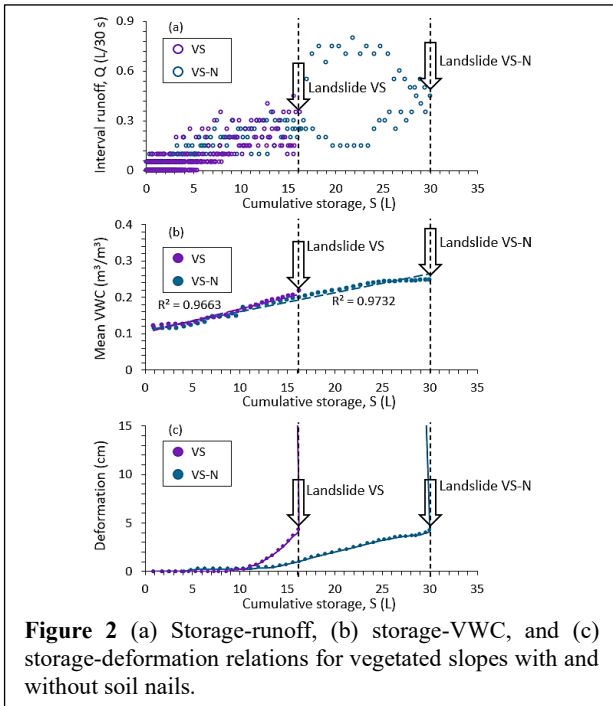 (a)
VS
VS-N
Landslide VS
Landslide VS-N
Interval runoff, Q (L/30 s)
0.9
0.6
0.3
0
0 5 10 15 20 25 30 35
Cumulative storage, S (L)
(b)
VS
VS-N
Landslide VS
Landslide VS-N
R² = 0.9663
R² = 0.9732
Mean VWC (m³/m³)
0.4
0.3
0.2
0.1
0
0 5 10 15 20 25 30 35
Cumulative storage, S (L)
(c)
VS
VS-N
Landslide VS
Landslide VS-N
Deformation (cm)
15
10
5
0
0 5 10 15 20 25 30 35
Cumulative storage, S (L)
Figure 2 (a) Storage-runoff, (b) storage-VWC, and (c)
storage-deformation relations for vegetated slopes with and
without soil nails.